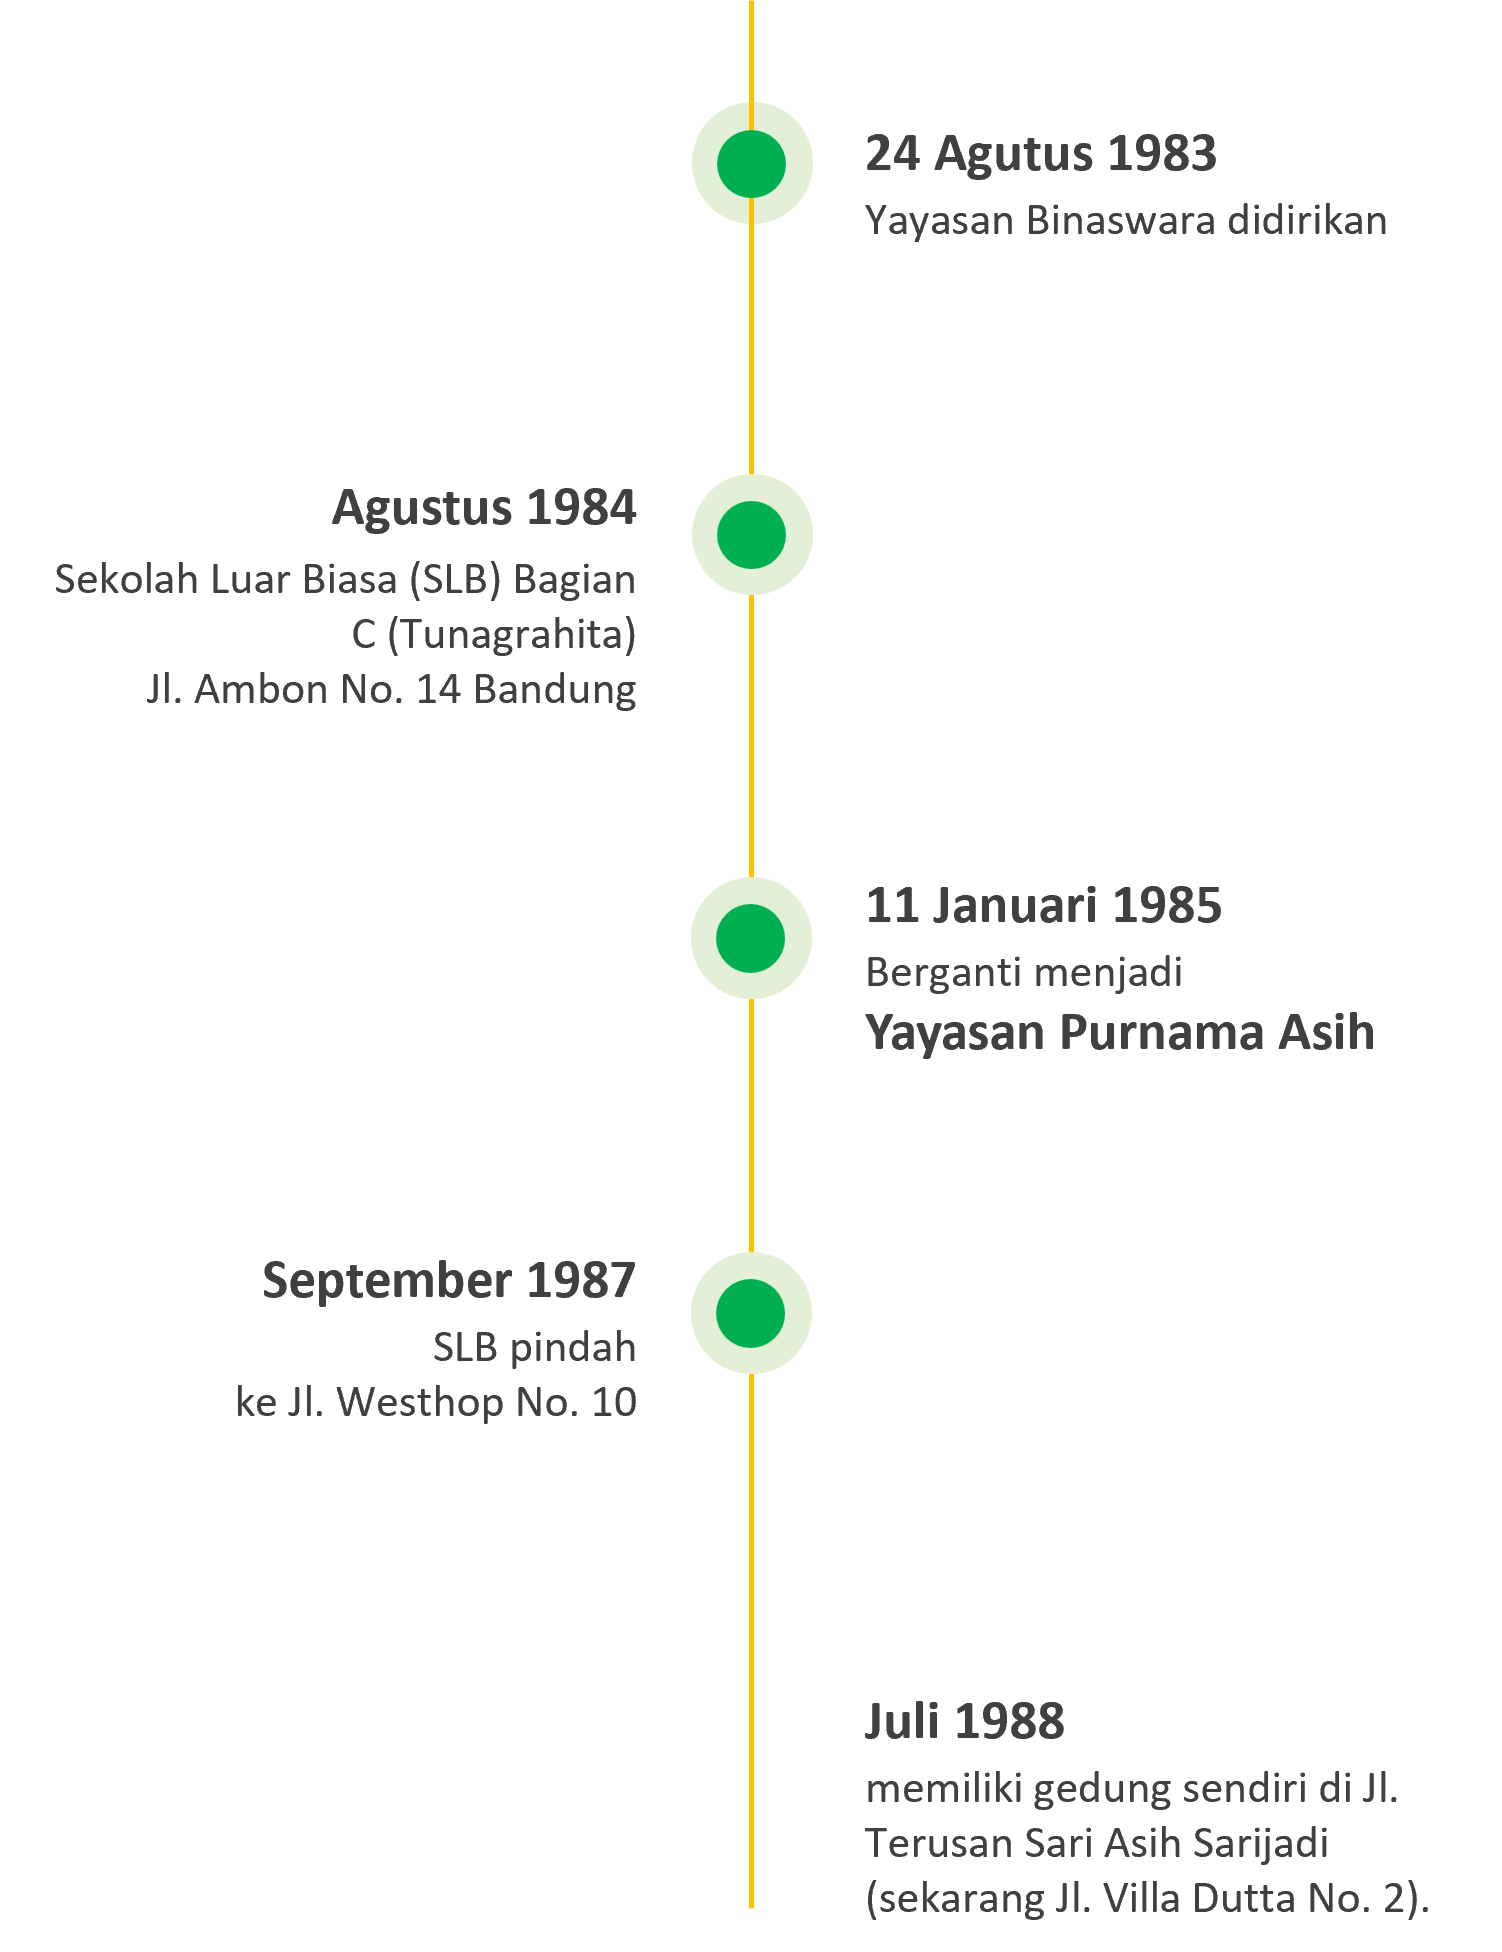 24 Agutus 1983
Yayasan Binaswara didirikan
Agustus 1984
Sekolah Luar Biasa (SLB) Bagian
C (Tunagrahita)
Jl. Ambon No. 14 Bandung
11 Januari 1985
Berganti menjadi
Yayasan Purnama Asih
September 1987
SLB pindah
ke Jl. Westhop No. 10
Juli 1988
memiliki gedung sendiri di Jl.
Terusan Sari Asih Sarijadi
(sekarang Jl. Villa Dutta No. 2).